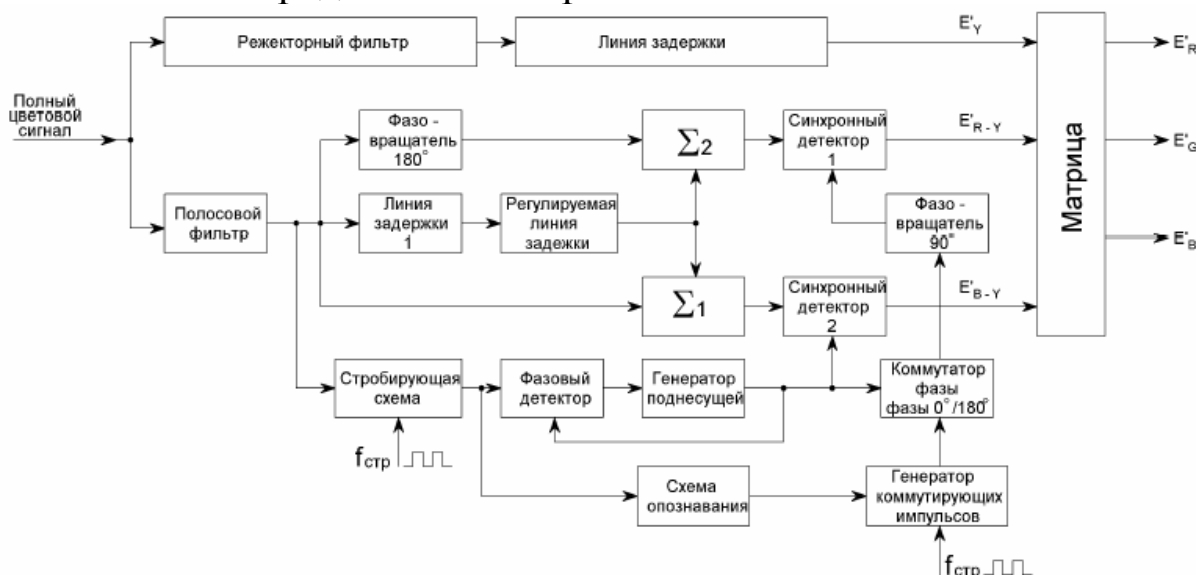 Режекторный фильтр
Линия задержки
E'Y
E'R
Полный
цветовой
сигнал
Фазо -
вращатель
180°
Σ2
Синхронный
детектор
1
E'R - Y
E'G
Матрица
Полосовой
фильтр
Линия
задержки
1
Регулируемая
линия
задежки
Фазо -
вращатель
90°
E'B
Σ1
Синхронный
детектор
2
E'B - Y
Стробирующая
схема
Фазовый
детектор
Генератор
поднесущей
Коммутатор
фазы
фазы 0° /180°
fстр
Схема
опознавания
Генератор
коммутирующих
импульсов
fстр